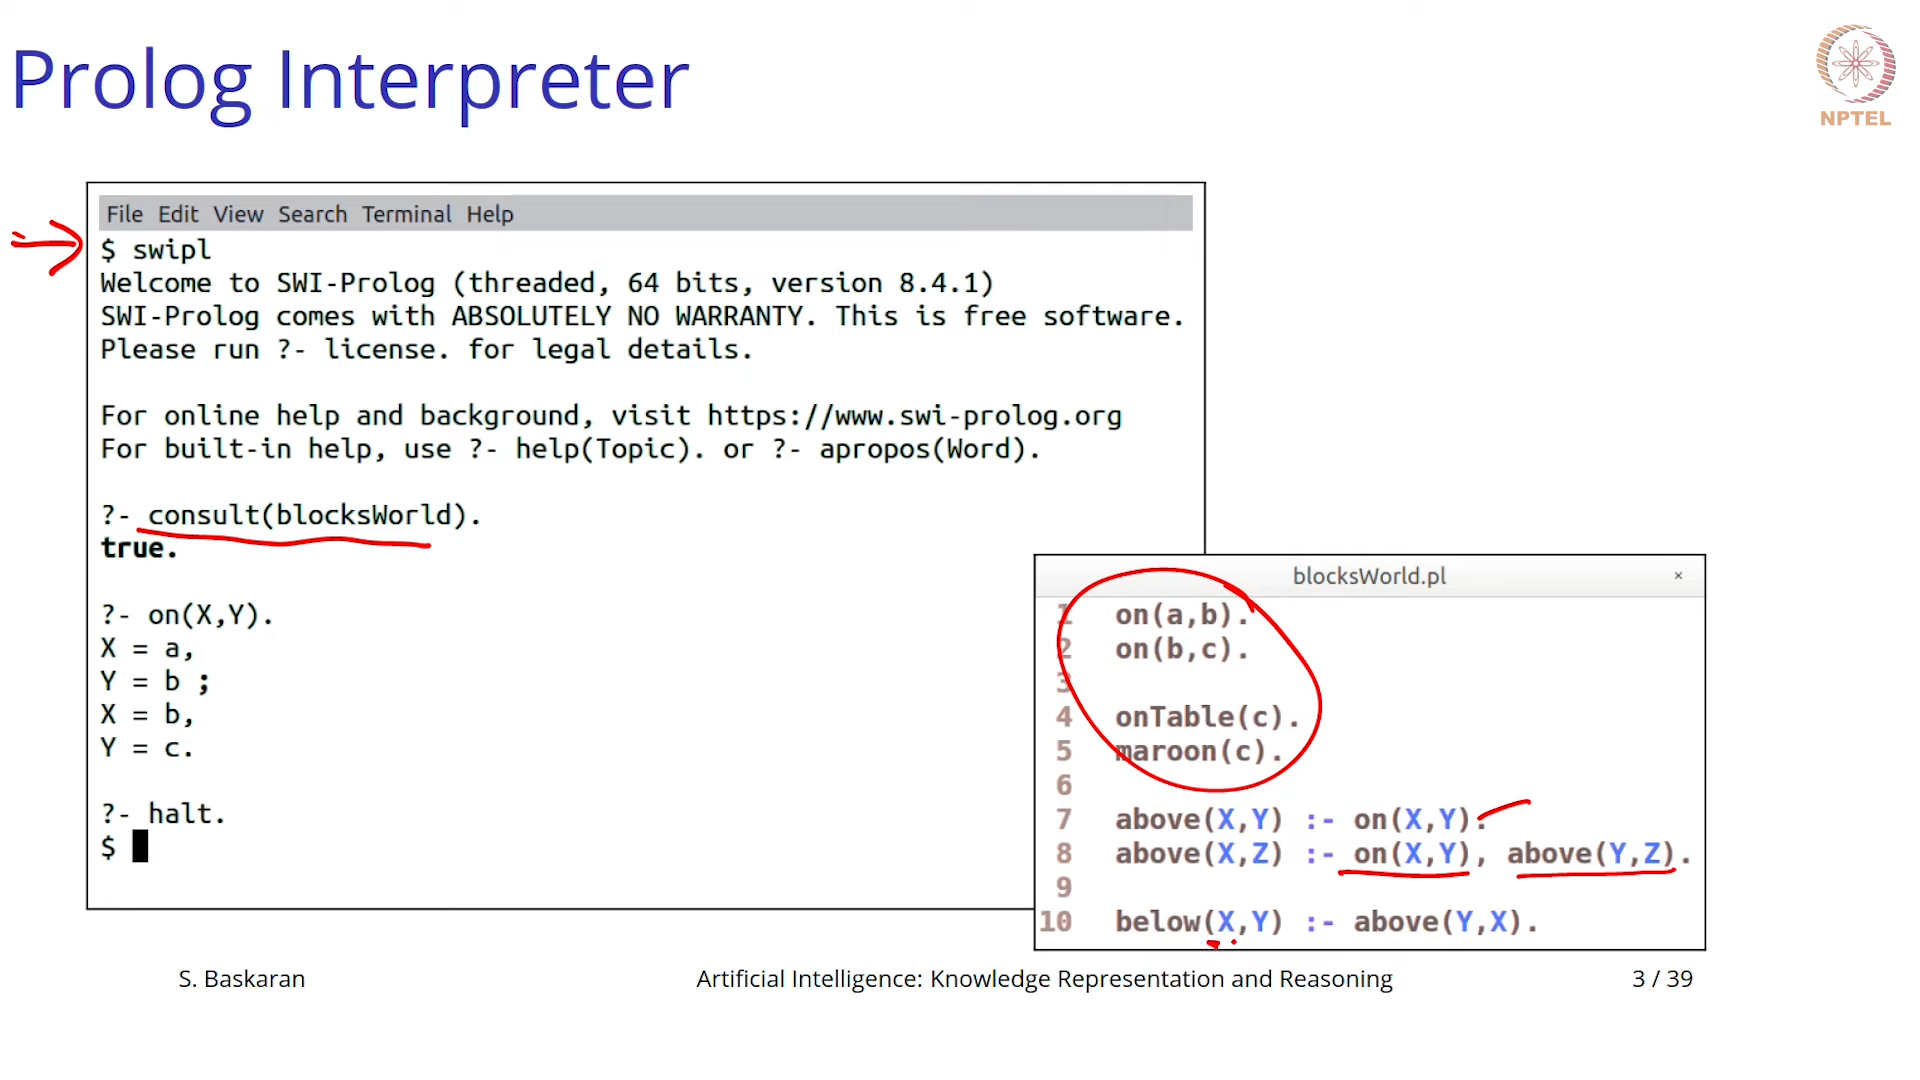 Prolog Interpreter
NPTEL
File Edit View Search Terminal Help
$ swipl
Welcome to SWI-Prolog (threaded, 64 bits, version 8.4.1)
SWI-Prolog comes with ABSOLUTELY NO WARRANTY. This is free software.
Please run ?- license. for legal details.
For online help and background, visit https://www.swi-prolog.org
For built-in help, use ?- help(Topic). or ?- apropos(Word).
?- consult(blocksWorld).
true.
?- on(X,Y).
X = a,
Y = b ;
X = b,
Y = c.
?- halt.
$
blocksWorld.pl ×
1 on(a,b).
2 on(b,c).
3
4 onTable(c).
5 maroon(c).
6
7 above(X,Y) :- on(X,Y).
8 above(X,Z) :- on(X,Y), above(Y,Z).
9
10 below(X,Y) :- above(Y,X).
S. Baskaran Artificial Intelligence: Knowledge Representation and Reasoning 3 / 39